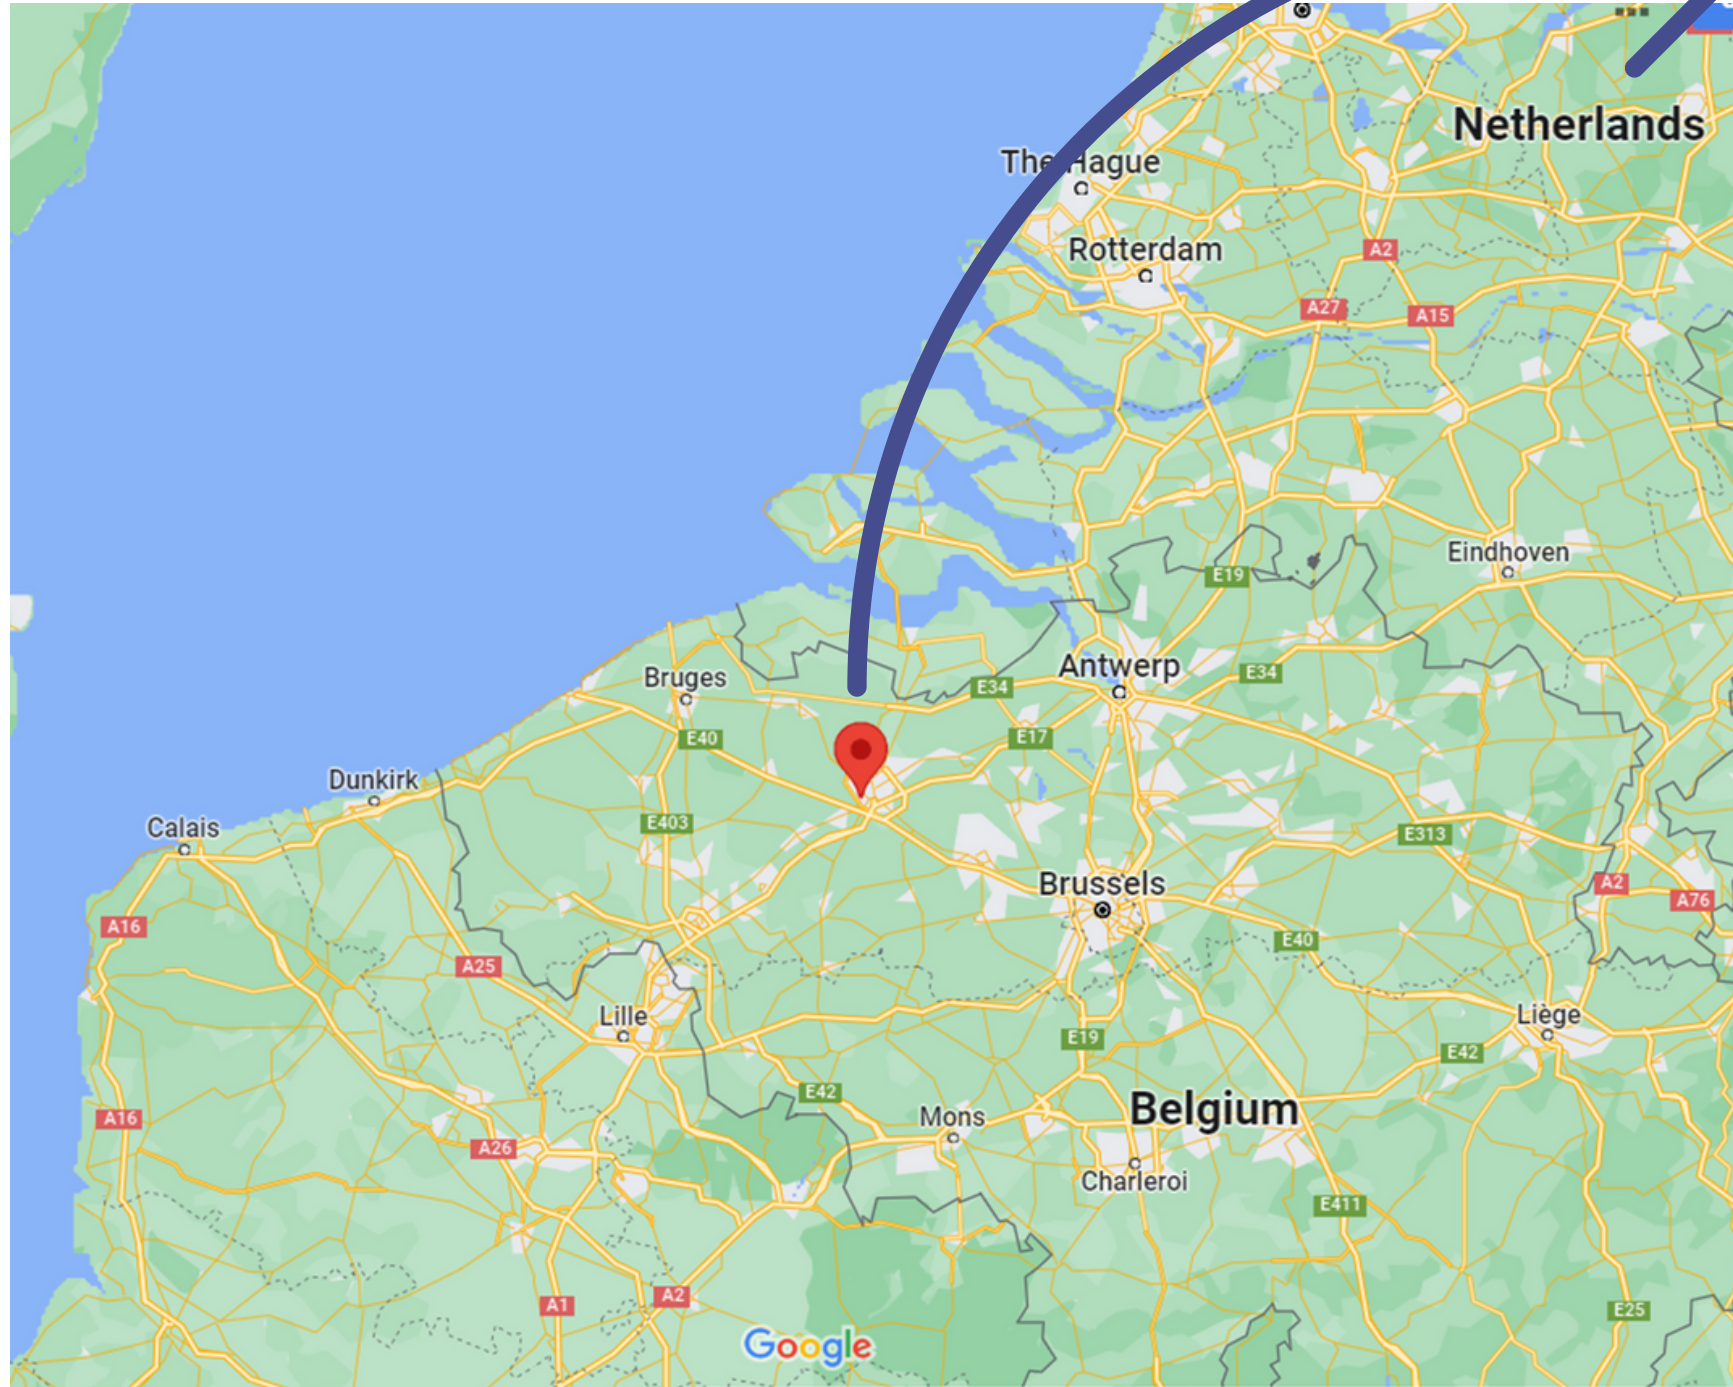 Netherlands
The Hague
Rotterdam
A2
A27
A15
Eindhoven
E19
Antwerp
E34
Bruges
E34
E17
E40
Dunkirk
Calais
E403
E313
Brussels
A2
A76
A16
E40
A25
Lille
Liège
E19
E42
E42
Belgium
Mons
A16
A26
Charleroi
E411
A2
A1
E25
Google